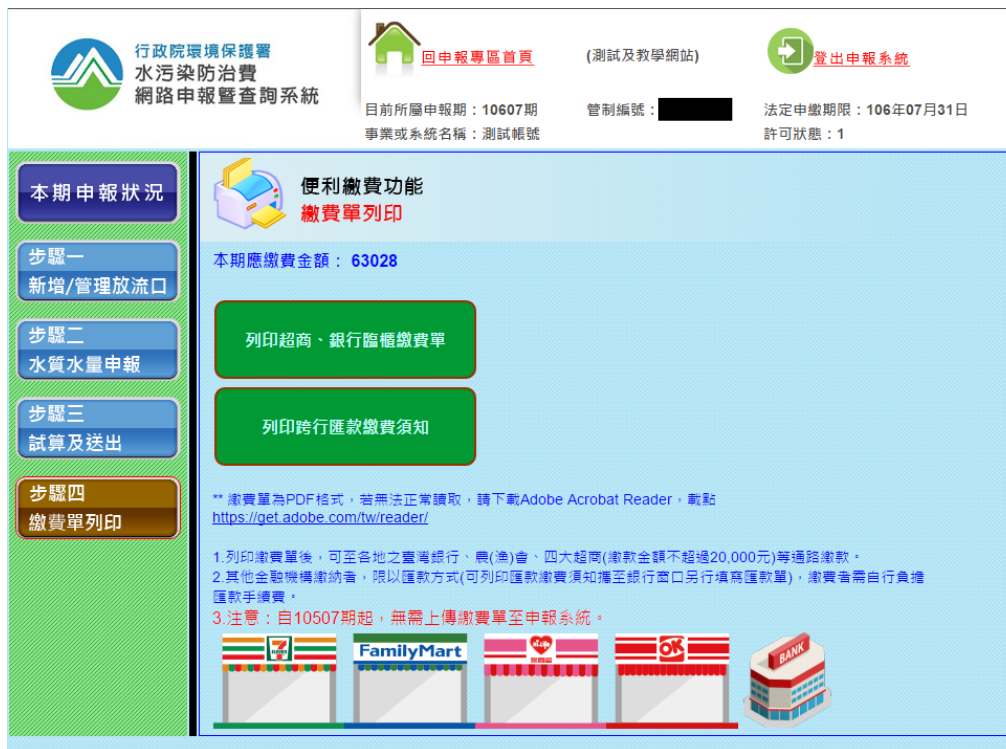 行政院環境保護署
水污染防治費
網路申報暨查詢系統
回申報專區首頁
(測試及教學網站)
登出申報系統
目前所屬申報期：10607期
管制編號：
法定申繳期限：106年07月31日
事業或系統名稱：測試帳號
許可狀態：1
本期申報狀況
步驟一
新增/管理放流口
步驟二
水質水量申報
步驟三
試算及送出
步驟四
繳費單列印
便利繳費功能
繳費單列印
本期應繳費金額： 63028
列印超商、銀行臨櫃繳費單
列印跨行匯款繳費須知
** 繳費單為PDF格式，若無法正常讀取，請下載Adobe Acrobat Reader，載點
https://get.adobe.com/tw/reader/
1.列印繳費單後，可至各地之臺灣銀行、農(漁)會、四大超商(繳款金額不超過20,000元)等通路繳款。
2.其他金融機構繳納者，限以匯款方式(可列印匯款繳費須知攜至銀行窗口另行填寫匯款單)，繳費者需自行負擔
匯款手續費。
3.注意：自10507期起，無需上傳繳費單至申報系統。
7
ELEVEN
FamilyMart
Life
萊爾富
OK
BANK